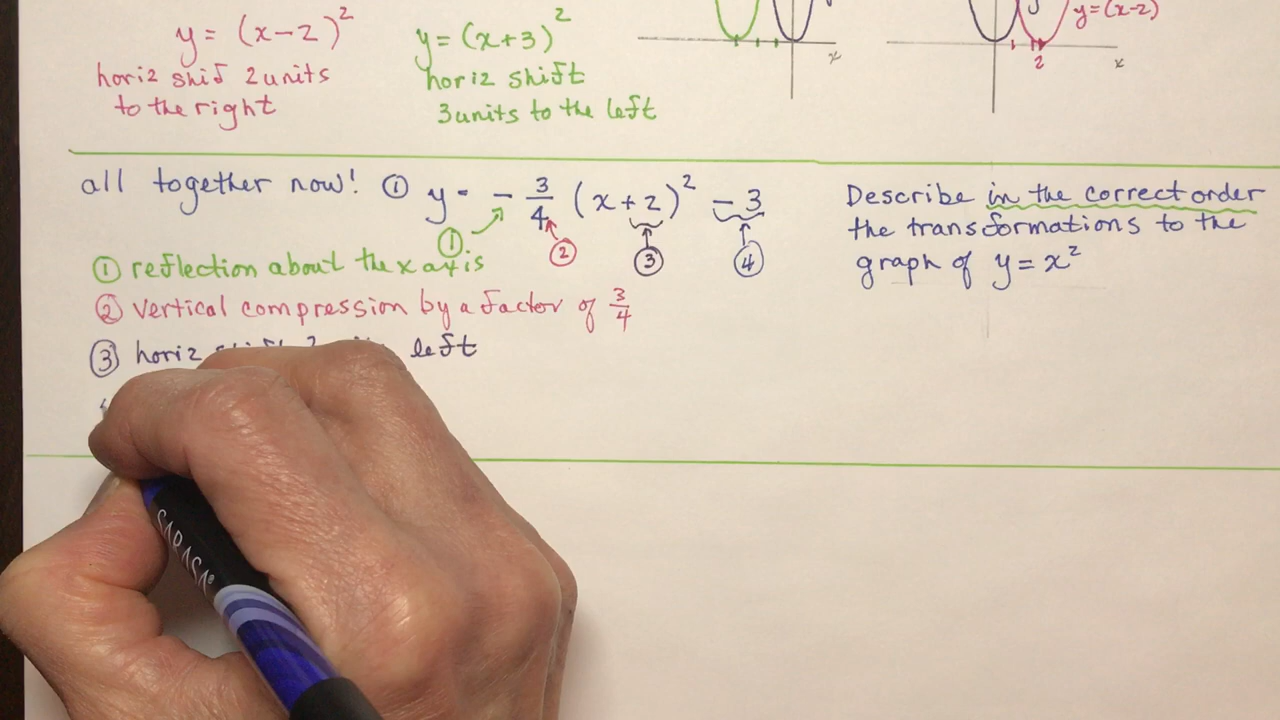 y = (x-2)²
horiz shif 2 units
to the right
y = (x+3)²
horiz shift
3 units to the left
x
y=(x-2)
2
x
all together now! ① y = - 3/4 (x+2)² - 3
① ② ③ ④
① reflection about the x axis
② vertical compression by a factor of 3/4
③ horiz left
Describe in the correct order
the transformations to the
graph of y = x²
SARASA®